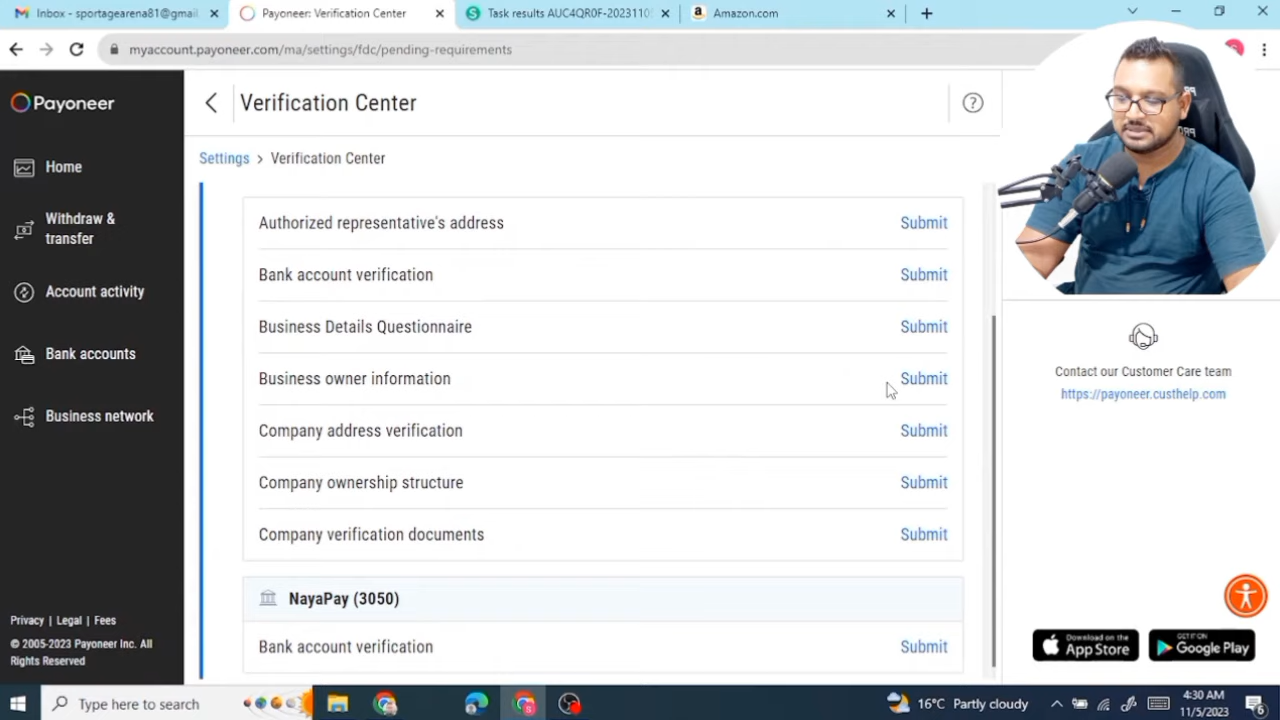 Inbox - sportagearena81@gmail
Payoneer: Verification Center
Task results AUC4QR0F-2023110
Amazon.com
myaccount.payoneer.com/ma/settings/fdc/pending-requirements
Payoneer
Home
Withdraw &
transfer
Account activity
Bank accounts
Business network
Privacy | Legal | Fees
© 2005-2023 Payoneer Inc. All
Rights Reserved
Verification Center
Settings > Verification Center
Authorized representative's address Submit
Bank account verification Submit
Business Details Questionnaire Submit
Business owner information Submit
Company address verification Submit
Company ownership structure Submit
Company verification documents Submit
NayaPay (3050)
Bank account verification Submit
Contact our Customer Care team
https://payoneer.custhelp.com
Download on the
App Store
GET IT ON
Google Play
Type here to search
16°C Partly cloudy
4:30 AM
11/5/2023
6